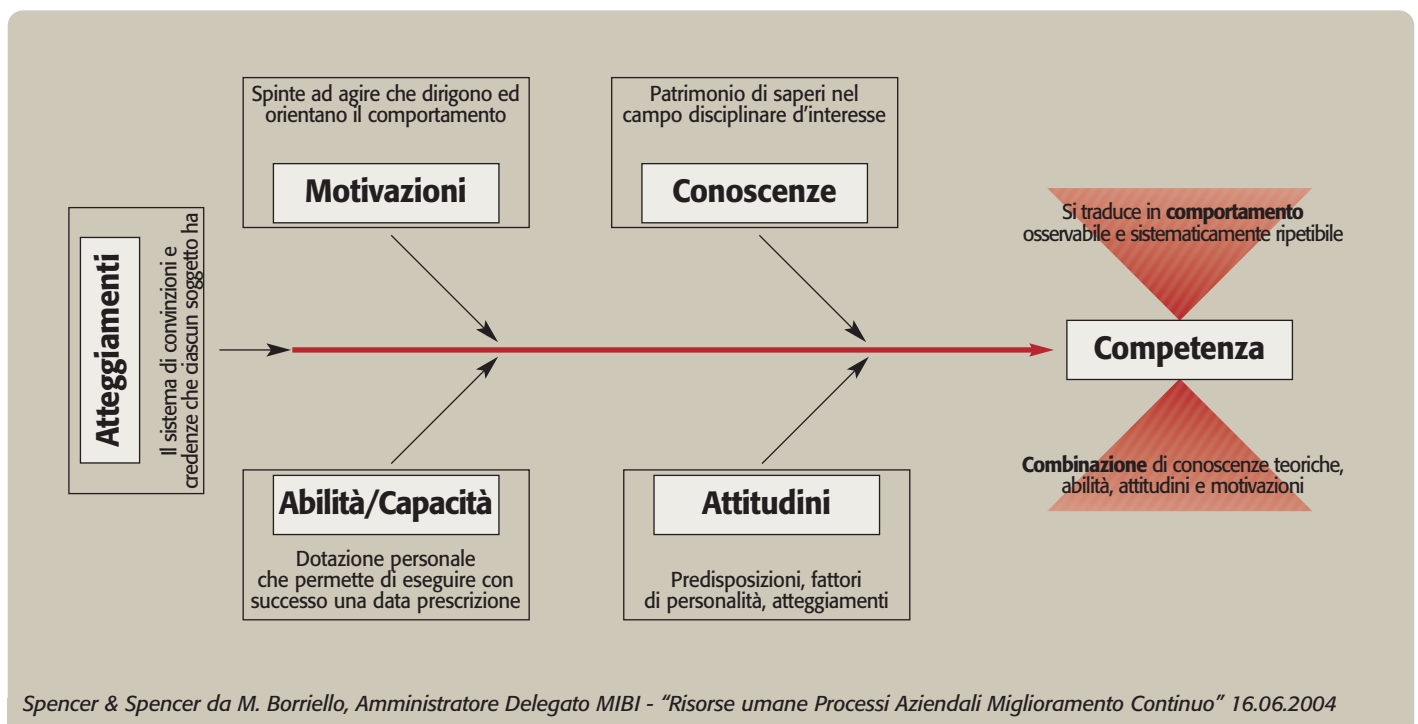 Spinte ad agire che dirigono ed
orientano il comportamento
Motivazioni
Patrimonio di saperi nel
campo disciplinare d'interesse
Conoscenze
Atteggiamenti
Il sistema di convinzioni e
credenze che ciascun soggetto ha
Si traduce in comportamento
osservabile e sistematicamente ripetibile
Competenza
Combinazione di conoscenze teoriche,
abilità, attitudini e motivazioni
Abilità/Capacità
Dotazione personale
che permette di eseguire con
successo una data prescrizione
Attitudini
Predisposizioni, fattori
di personalità, atteggiamenti
Spencer & Spencer da M. Borriello, Amministratore Delegato MIBI - “Risorse umane Processi Aziendali Miglioramento Continuo” 16.06.2004